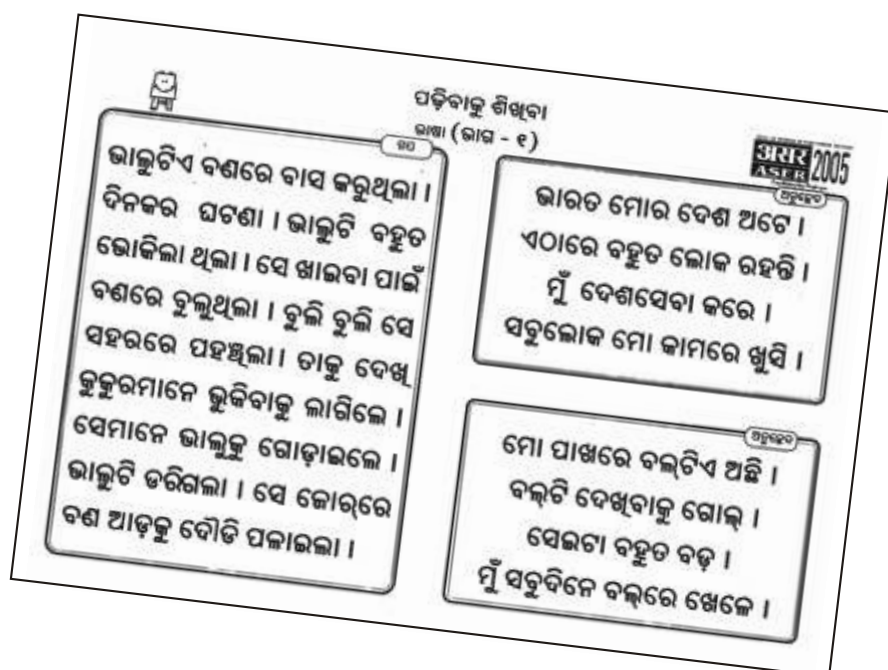 ପଢ଼ିବାକୁ ଶିଖିବା
ଭାଷା (ଭାଗ - ୧)
ଗପ
ଭାଲୁଟିଏ ବଣରେ ବାସ କରୁଥିଲା ।
ଦିନକର ଘଟଣା । ଭାଲୁଟି ବହୁତ
ଭୋକିଲା ଥିଲା । ସେ ଖାଇବା ପାଇଁ
ବଣରେ ବୁଲୁଥିଲା । ବୁଲି ବୁଲି ସେ
ସହରରେ ପହଞ୍ଚିଲା । ତାକୁ ଦେଖି
କୁକୁରମାନେ ଭୁକିବାକୁ ଲାଗିଲେ ।
ସେମାନେ ଭାଲୁକୁ ଗୋଡ଼ାଇଲେ ।
ଭାଲୁଟି ଡରିଗଲା । ସେ ଜୋର୍‌ରେ
ବଣ ଆଡ଼କୁ ଦୌଡି ପଳାଇଲା ।
असर
ASER 2005
ଅନୁଚ୍ଛେଦ
ଭାରତ ମୋର ଦେଶ ଅଟେ ।
ଏଠାରେ ବହୁତ ଲୋକ ରହନ୍ତି ।
ମୁଁ ଦେଶସେବା କରେ ।
ସବୁଲୋକ ମୋ କାମରେ ଖୁସି ।
ଅନୁଚ୍ଛେଦ
ମୋ ପାଖରେ ବଲ୍‌ଟିଏ ଅଛି ।
ବଲ୍‌ଟି ଦେଖିବାକୁ ଗୋଲ୍ ।
ସେଇଟା ବହୁତ ବଡ଼ ।
ମୁଁ ସବୁଦିନେ ବଲ୍‌ରେ ଖେଳେ ।